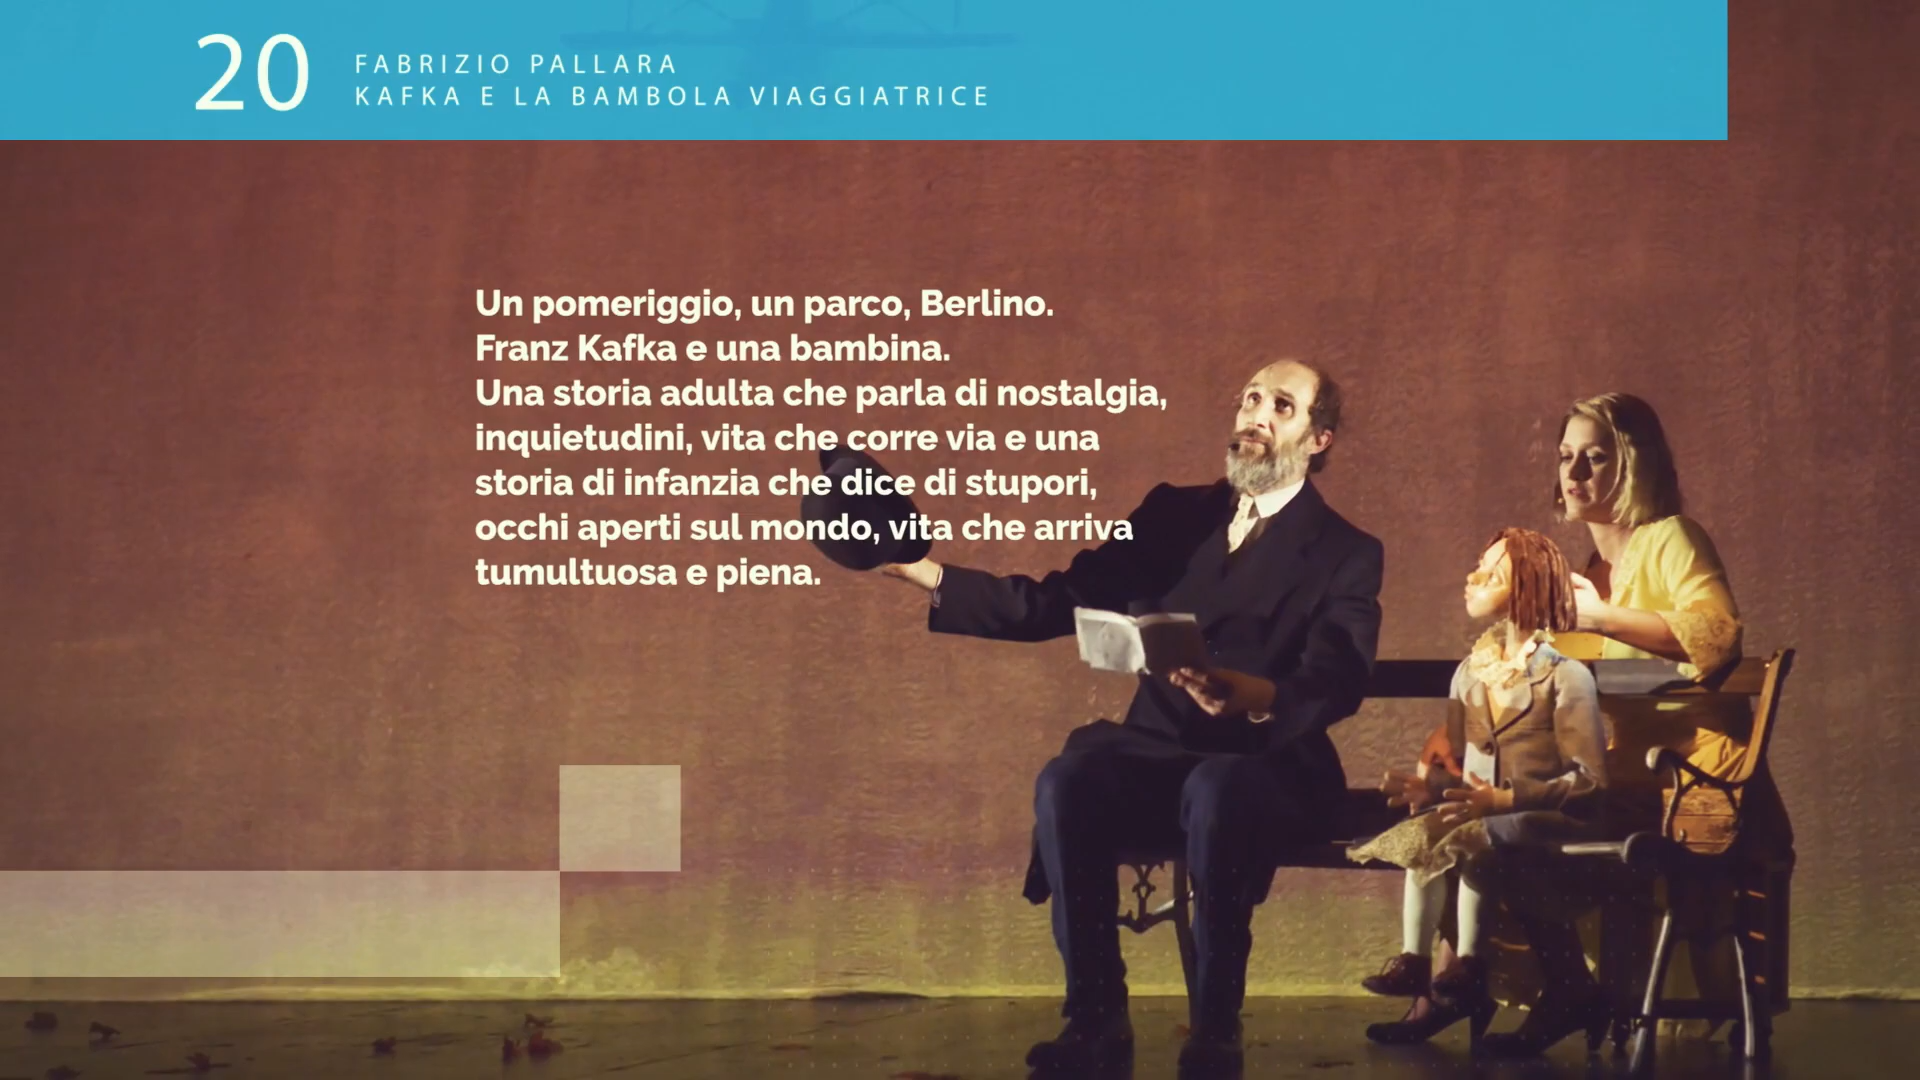 20
FABRIZIO PALLARA
KAFKA E LA BAMBOLA VIAGGIATRICE
Un pomeriggio, un parco, Berlino.
Franz Kafka e una bambina.
Una storia adulta che parla di nostalgia,
inquietudini, vita che corre via e una
storia di infanzia che dice di stupori,
occhi aperti sul mondo, vita che arriva
tumultuosa e piena.